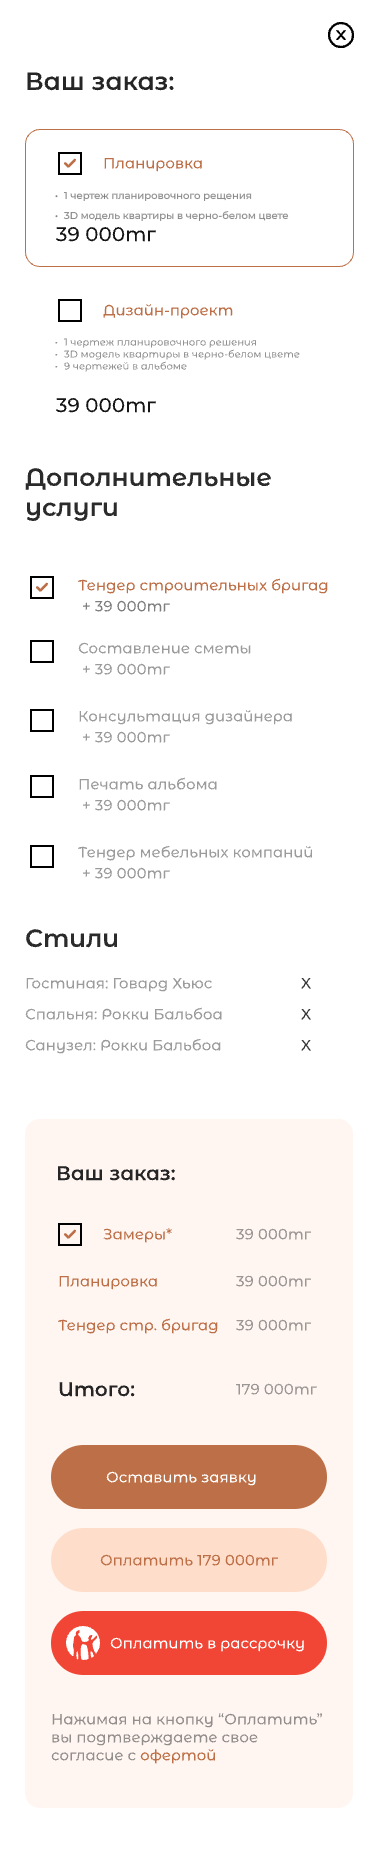 X
Ваш заказ:
Планировка
• 1 чертеж планировочного рещения
• 3D модель квартиры в черно-белом цвете
39 000тг
Дизайн-проект
• 1 чертеж планировочного решения
• 3D модель квартиры в черно-белом цвете
• 9 чертежей в альбоме
39 000тг
Дополнительные
услуги
Тендер строительных бригад
+ 39 000тг
Составление сметы
+ 39 000тг
Консультация дизайнера
+ 39 000тг
Печать альбома
+ 39 000тг
Тендер мебельных компаний
+ 39 000тг
Стили
Гостиная: Говард Хьюс X
Спальня: Рокки Бальбоа X
Санузел: Рокки Бальбоа X
Ваш заказ:
Замеры* 39 000тг
Планировка 39 000тг
Тендер стр. бригад 39 000тг
Итого: 179 000тг
Оставить заявку
Оплатить 179 000тг
Оплатить в рассрочку
Нажимая на кнопку “Оплатить”
вы подтверждаете свое
согласие с офертой